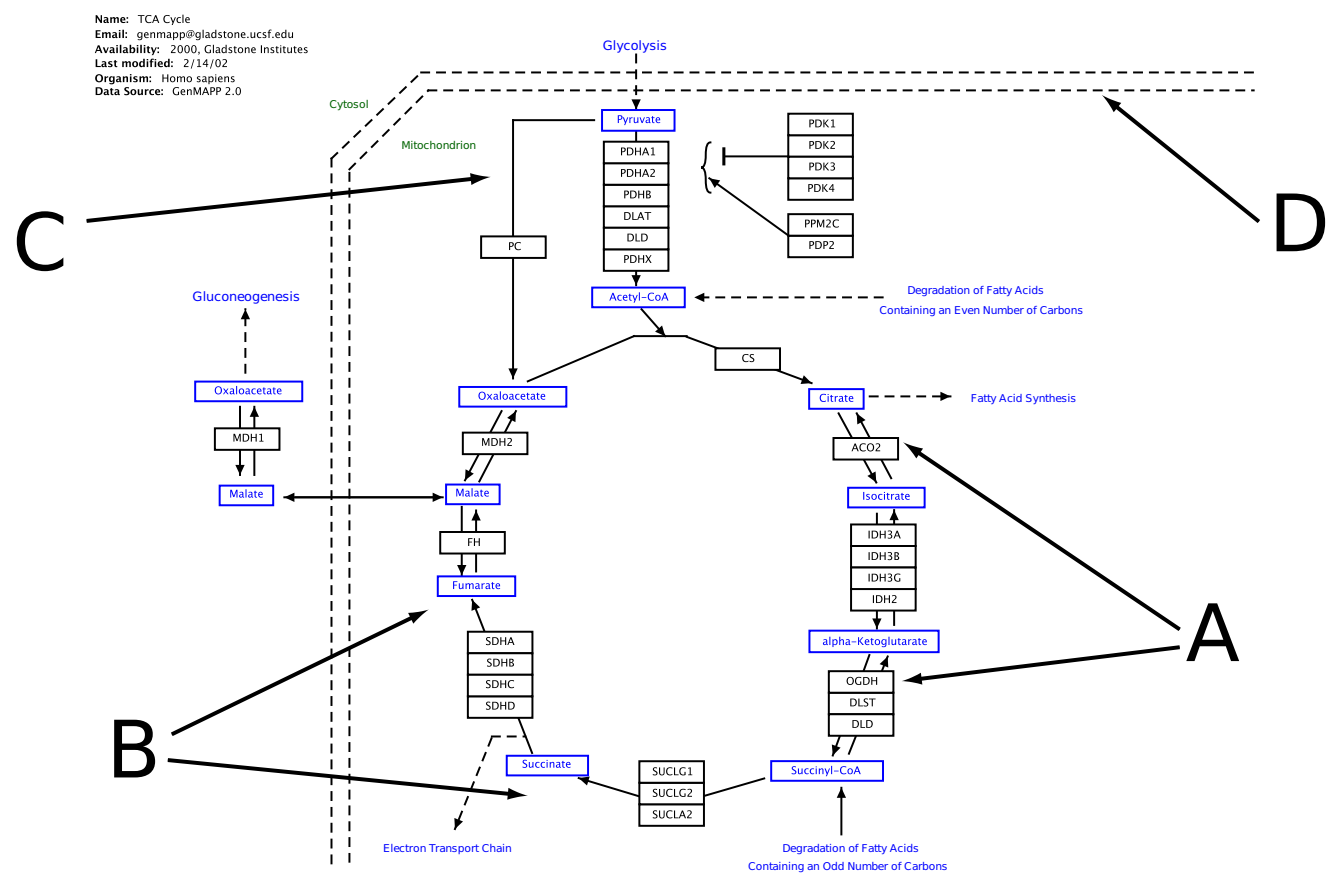 Name: TCA Cycle
Email: genmapp@gladstone.ucsf.edu
Availability: 2000, Gladstone Institutes
Last modified: 2/14/02
Organism: Homo sapiens
Data Source: GenMAPP 2.0
Glycolysis
Cytosol
Mitochondrion
Pyruvate
PDHA1
PDHA2
PDHB
DLAT
DLD
PDHX
PDK1
PDK2
PDK3
PDK4
PPM2C
PDP2
C
D
PC
Gluconeogenesis
Acetyl-CoA
Degradation of Fatty Acids
Containing an Even Number of Carbons
CS
Oxaloacetate
Oxaloacetate
Citrate
Fatty Acid Synthesis
MDH1
MDH2
ACO2
Malate
Malate
Isocitrate
FH
IDH3A
IDH3B
IDH3G
IDH2
Fumarate
alpha-Ketoglutarate
A
SDHA
SDHB
SDHC
SDHD
OGDH
DLST
DLD
B
Succinate
SUCLG1
SUCLG2
SUCLA2
Succinyl-CoA
Electron Transport Chain
Degradation of Fatty Acids
Containing an Odd Number of Carbons